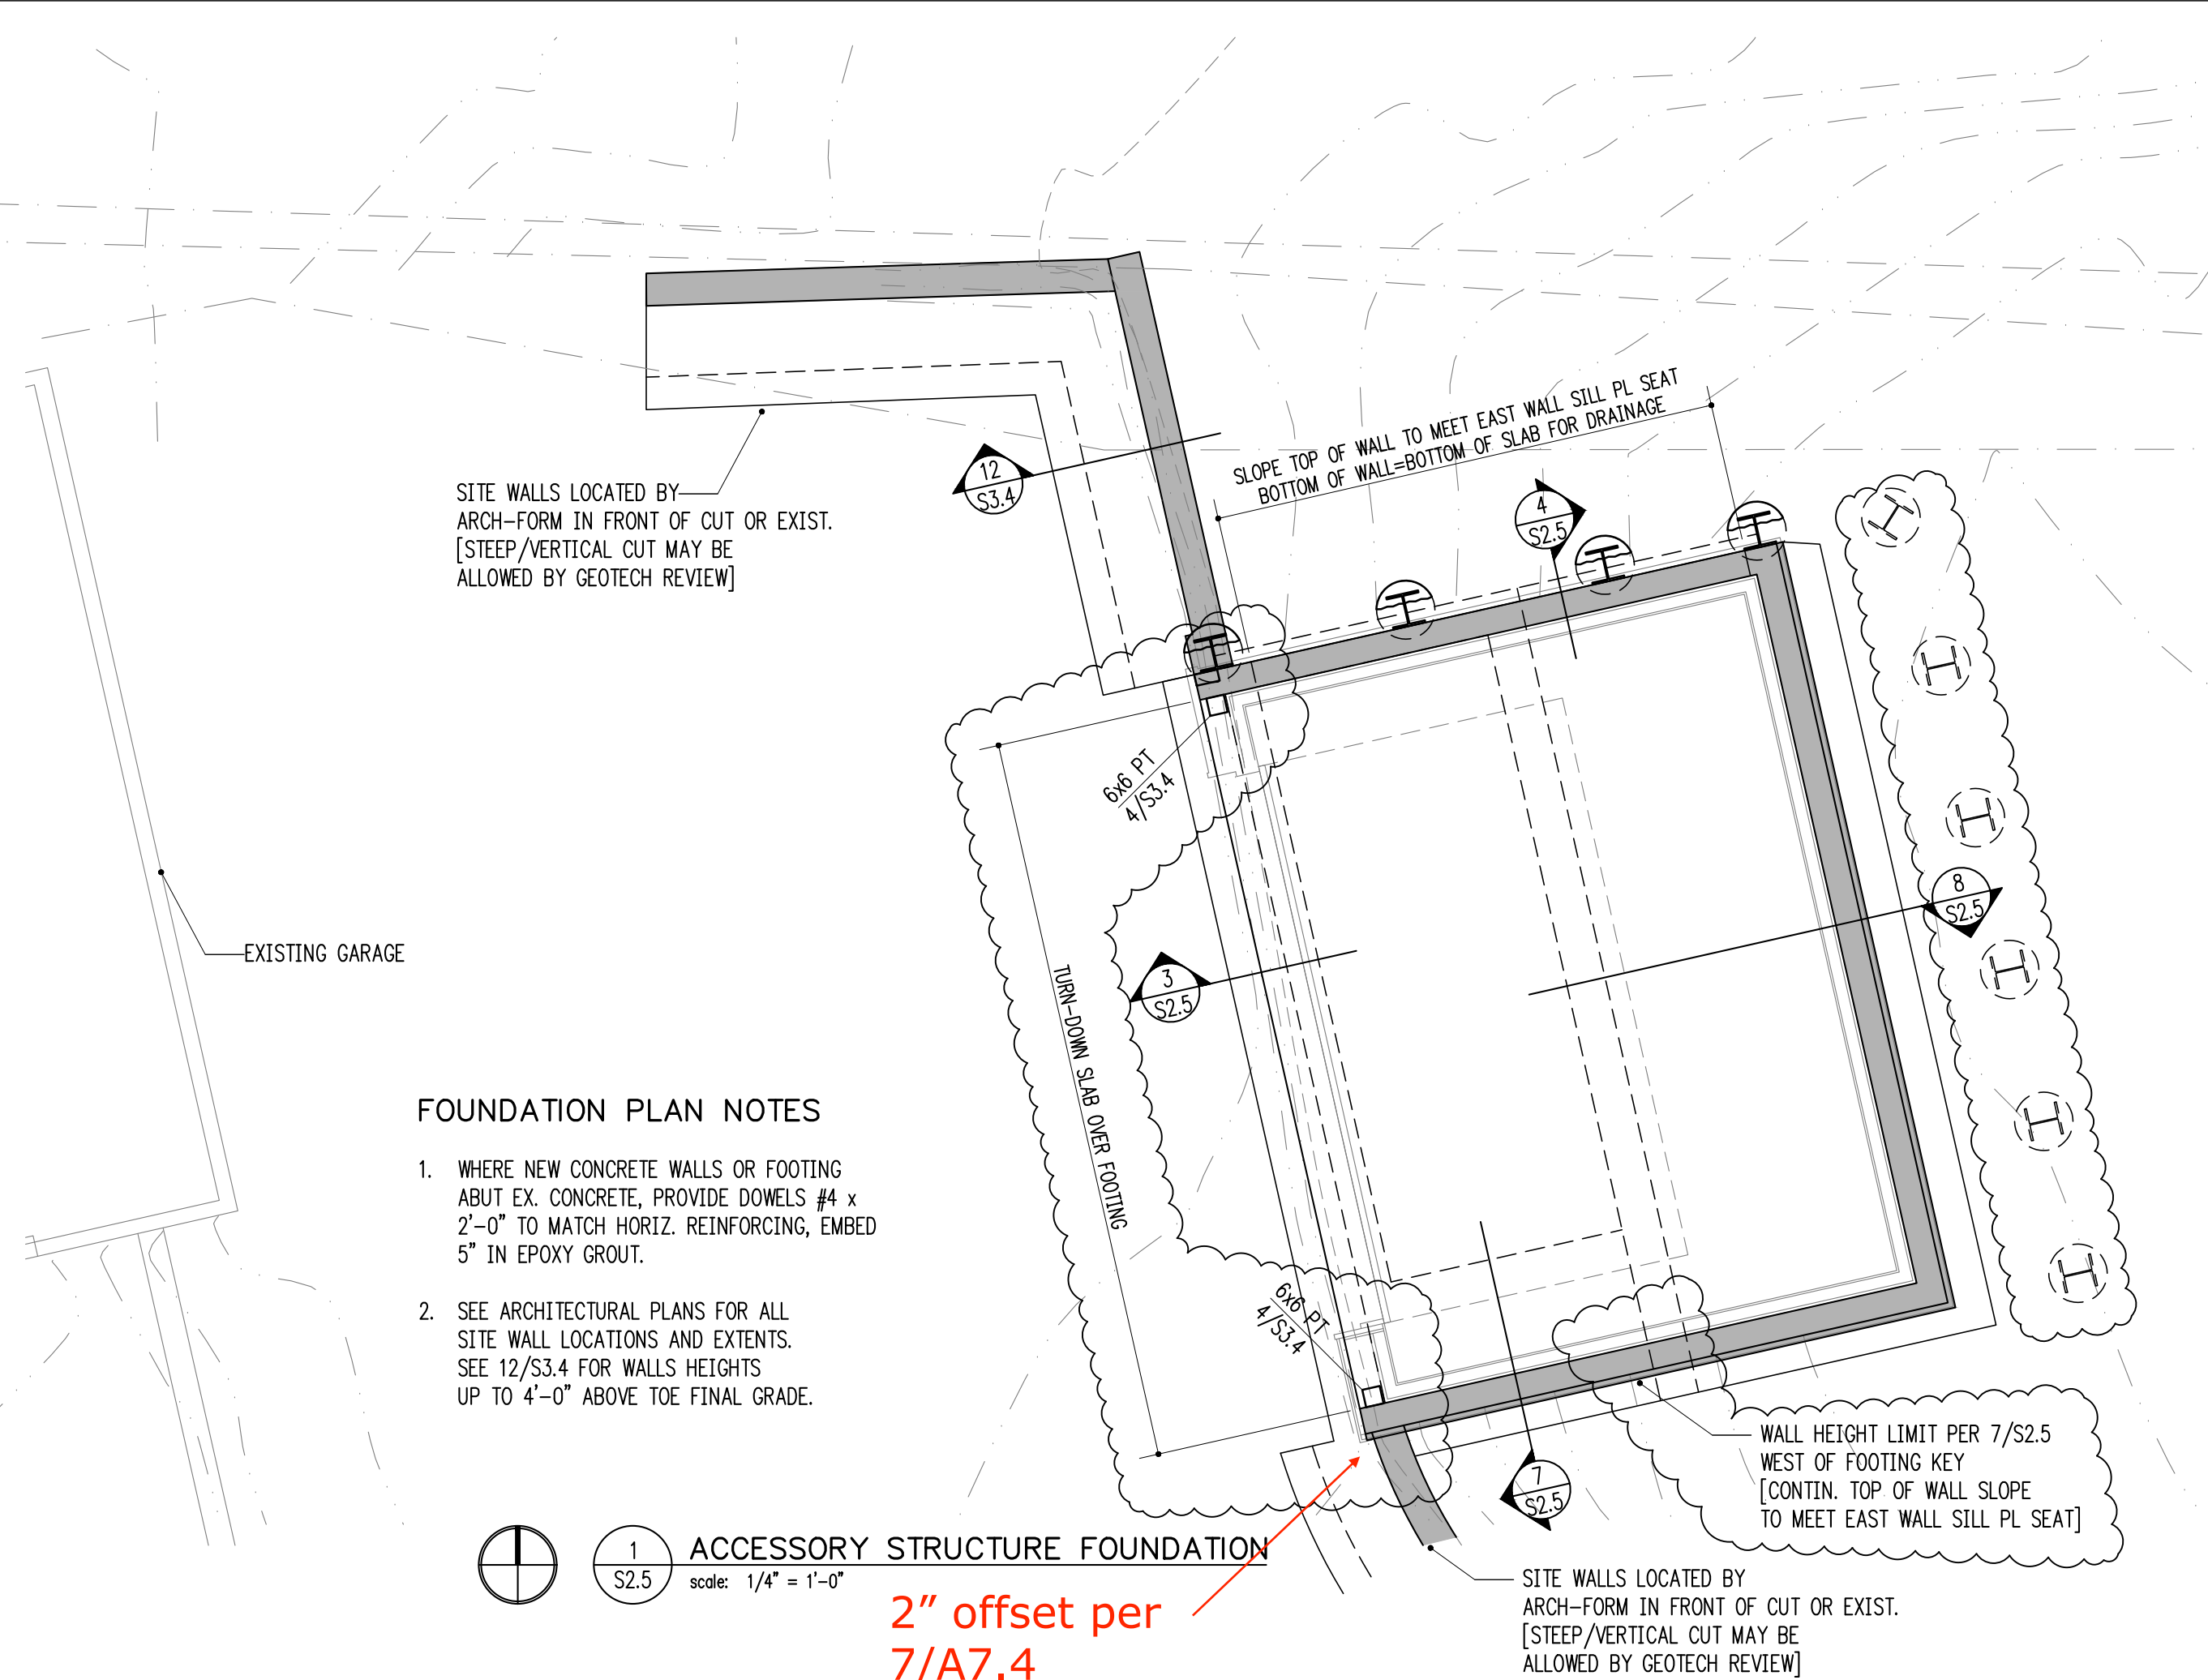 SLOPE TOP OF WALL TO MEET EAST WALL SILL PL SEAT
BOTTOM OF WALL=BOTTOM OF SLAB FOR DRAINAGE
12
S3.4
4
S2.5
SITE WALLS LOCATED BY
ARCH-FORM IN FRONT OF CUT OR EXIST.
[STEEP/VERTICAL CUT MAY BE
ALLOWED BY GEOTECH REVIEW]
6x6 PT
4/S3.4
8
S2.5
EXISTING GARAGE
3
S2.5
TURN-DOWN SLAB OVER FOOTING
FOUNDATION PLAN NOTES
1. WHERE NEW CONCRETE WALLS OR FOOTING
ABUT EX. CONCRETE, PROVIDE DOWELS #4 x
2'-0" TO MATCH HORIZ. REINFORCING, EMBED
5" IN EPOXY GROUT.
2. SEE ARCHITECTURAL PLANS FOR ALL
SITE WALL LOCATIONS AND EXTENTS.
SEE 12/S3.4 FOR WALLS HEIGHTS
UP TO 4'-0" ABOVE TOE FINAL GRADE.
6x6 PT
4/S3.4
WALL HEIGHT LIMIT PER 7/S2.5
WEST OF FOOTING KEY
[CONTIN. TOP OF WALL SLOPE
TO MEET EAST WALL SILL PL SEAT]
7
S2.5
1
S2.5
ACCESSORY STRUCTURE FOUNDATION
scale: 1/4" = 1'-0"
2" offset per
7/A7.4
SITE WALLS LOCATED BY
ARCH-FORM IN FRONT OF CUT OR EXIST.
[STEEP/VERTICAL CUT MAY BE
ALLOWED BY GEOTECH REVIEW]